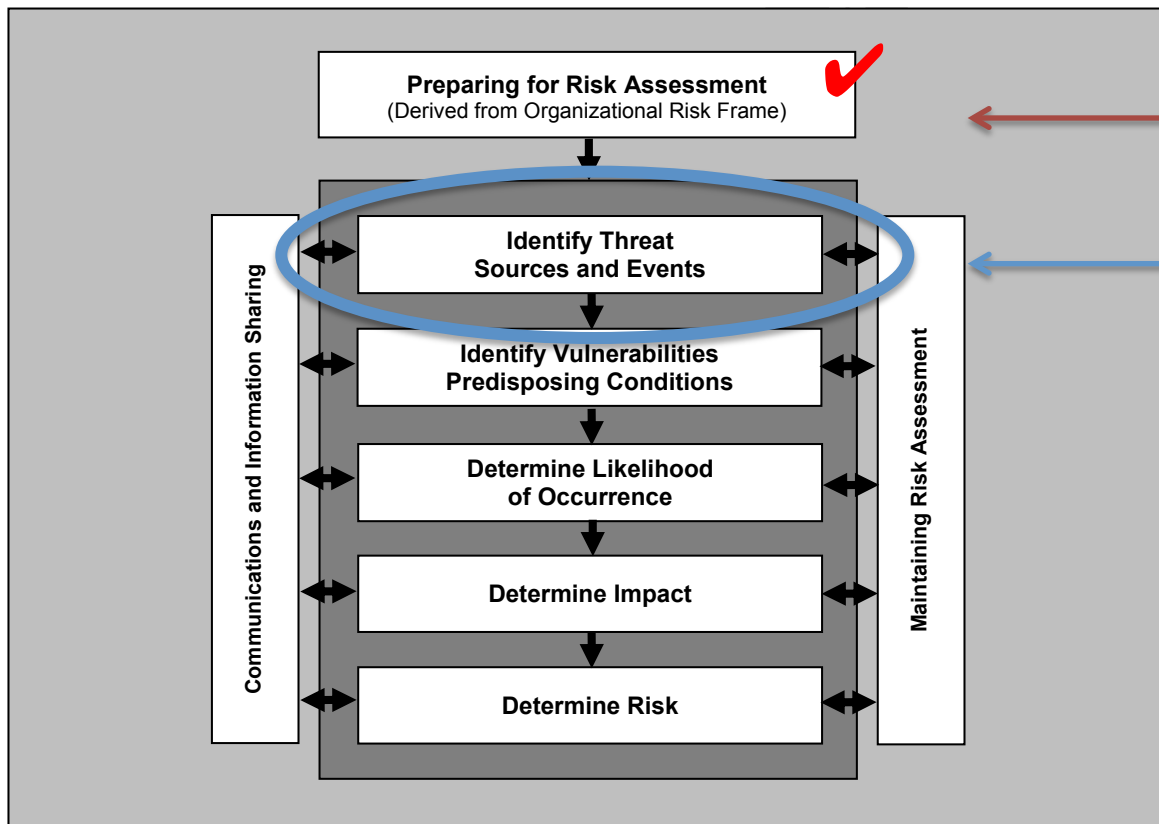 Preparing for Risk Assessment
(Derived from Organizational Risk Frame)
Communications and Information Sharing
Identify Threat
Sources and Events
Identify Vulnerabilities
Predisposing Conditions
Determine Likelihood
of Occurrence
Determine Impact
Determine Risk
Maintaining Risk Assessment